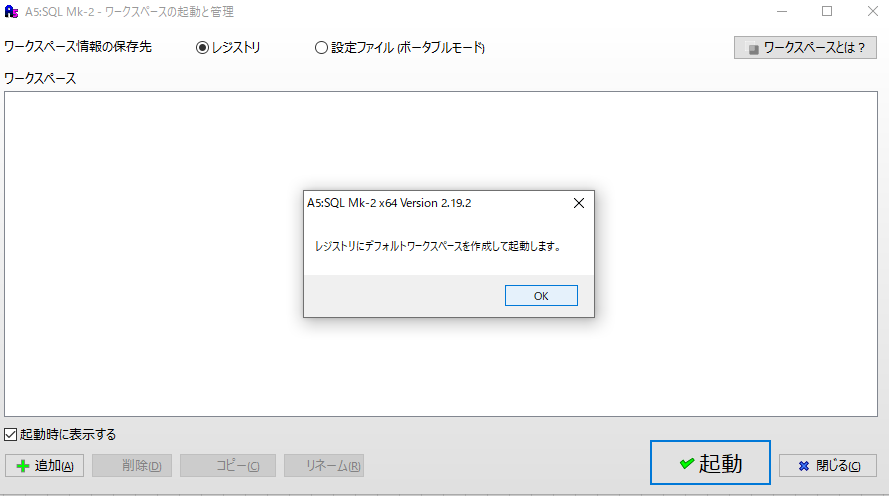 A5:SQL Mk-2 - ワークスペースの起動と管理
ワークスペース情報の保存先
レジストリ
設定ファイル (ポータブルモード)
ワークスペースとは？
ワークスペース
A5:SQL Mk-2 x64 Version 2.19.2
レジストリにデフォルトワークスペースを作成して起動します。
OK
起動時に表示する
追加(A)
削除(D)
コピー(C)
リネーム(R)
起動
閉じる(C)